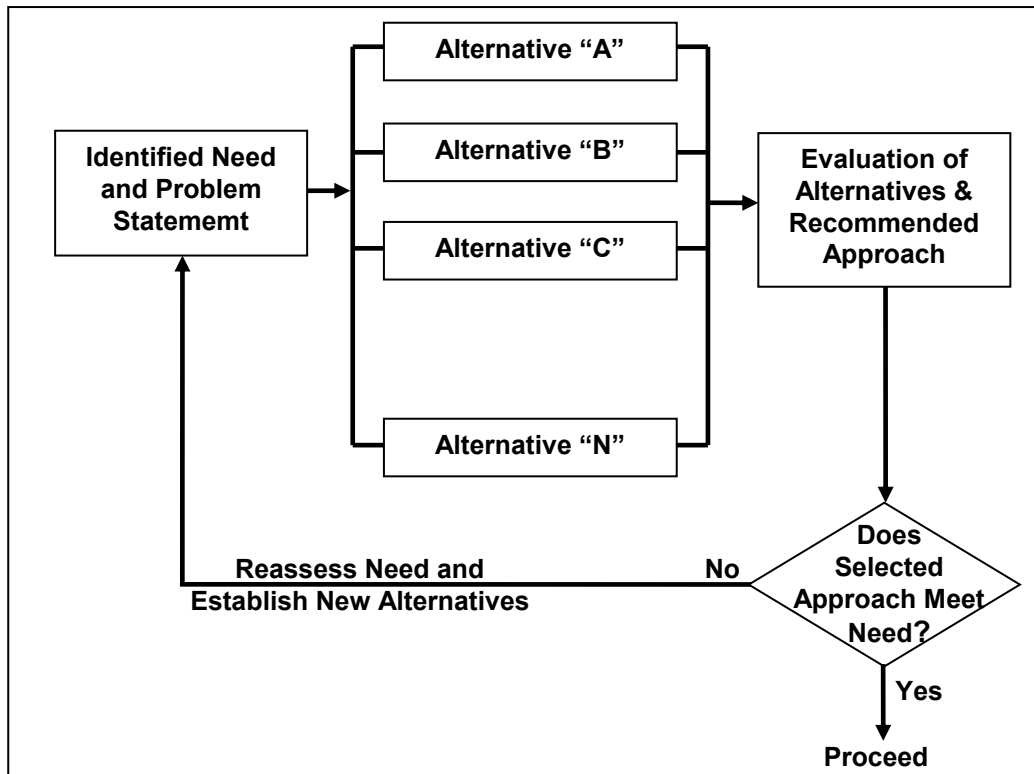 Identified Need
and Problem
Statememt
Alternative “A”
Alternative “B”
Alternative “C”
Alternative “N”
Evaluation of
Alternatives &
Recommended
Approach
Does
Selected
Approach Meet
Need?
No
Reassess Need and
Establish New Alternatives
Yes
Proceed